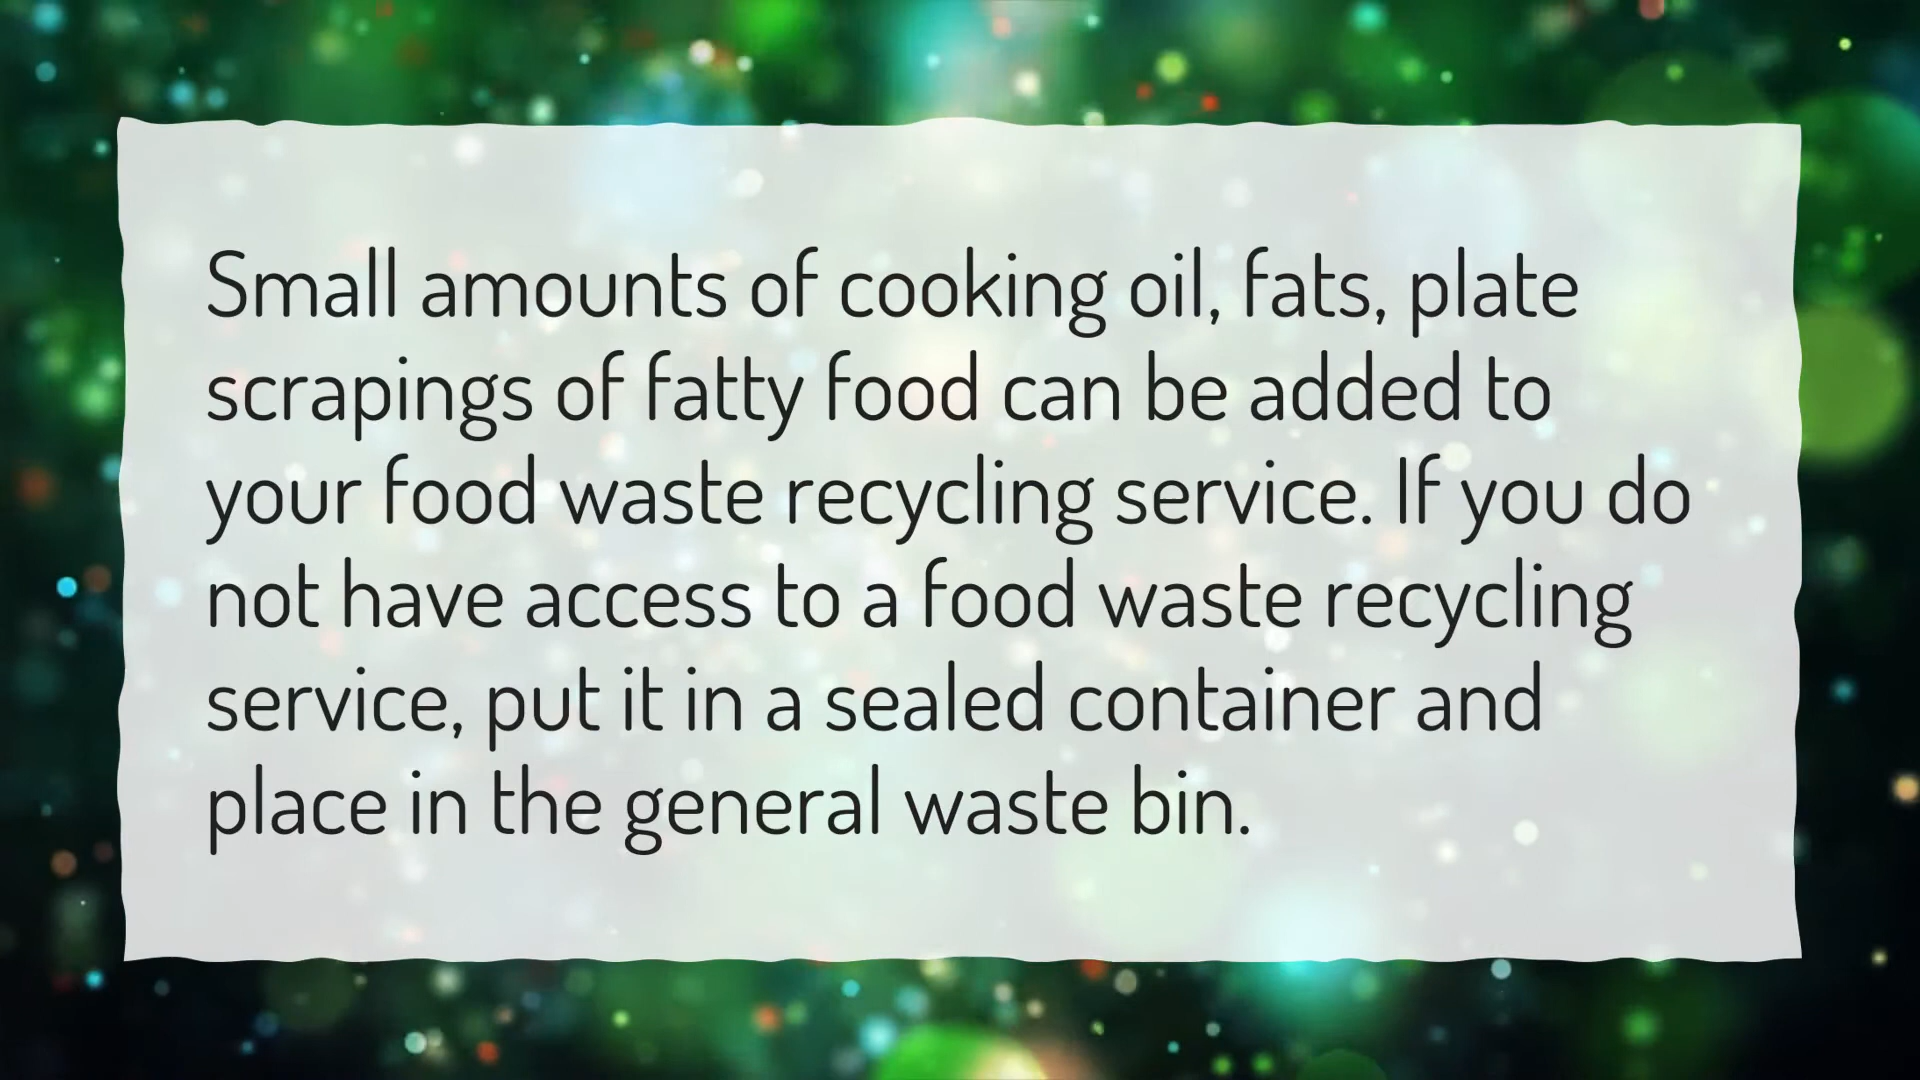 Small amounts of cooking oil, fats, plate
scrapings of fatty food can be added to
your food waste recycling service. If you do
not have access to a food waste recycling
service, put it in a sealed container and
place in the general waste bin.